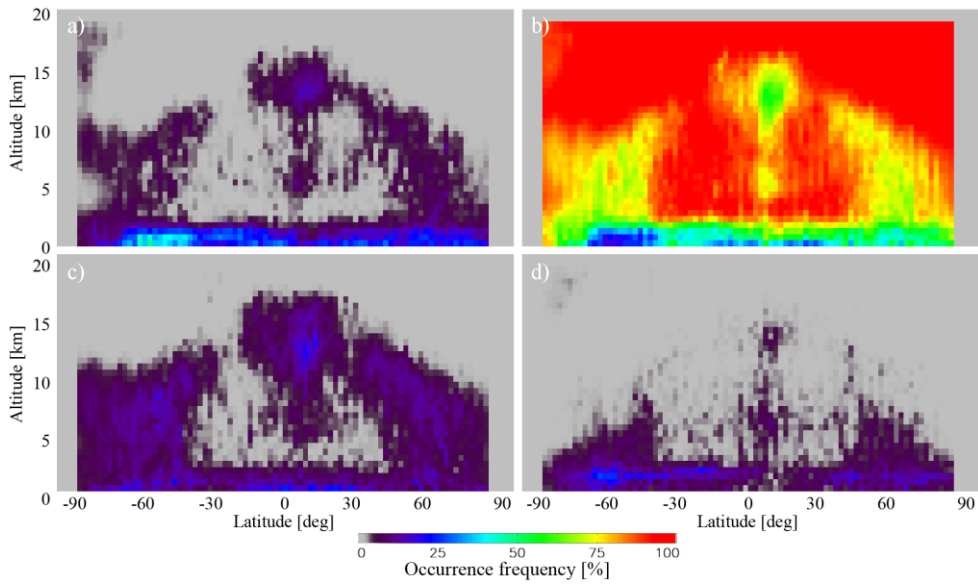 20
15
10
5
0
Altitude [km]
a)
b)
20
15
10
5
0
Altitude [km]
c)
d)
-90 -60 -30 0 30 60 90
Latitude [deg]
-90 -60 -30 0 30 60 90
Latitude [deg]
0 25 50 75 100
Occurrence frequency [%]